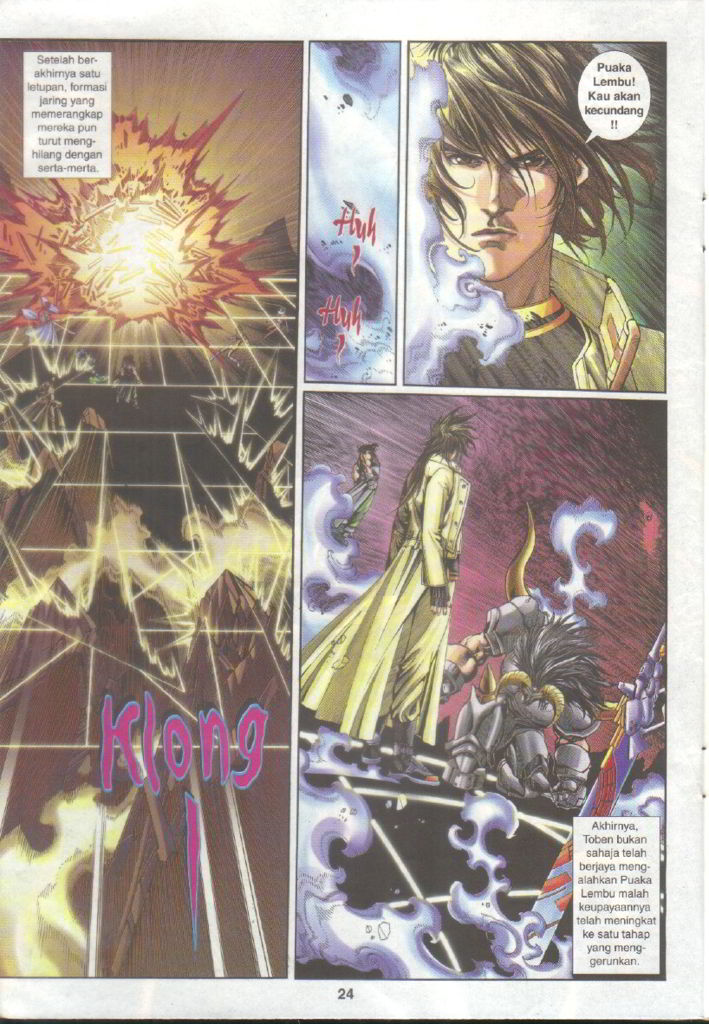 Setelah ber-
akhirnya satu
letupan, formasi
jaring yang
memerangkap
mereka pun
turut meng-
hilang dengan
serta-merta.
Klong
!
Huh
!
Huh
!
Puaka
Lembu!
Kau akan
kecundang
!!
Akhirnya,
Toben bukan
sahaja telah
berjaya meng-
alahkan Puaka
Lembu malah
keupayaannya
telah meningkat
ke satu tahap
yang meng-
gerunkan.
24